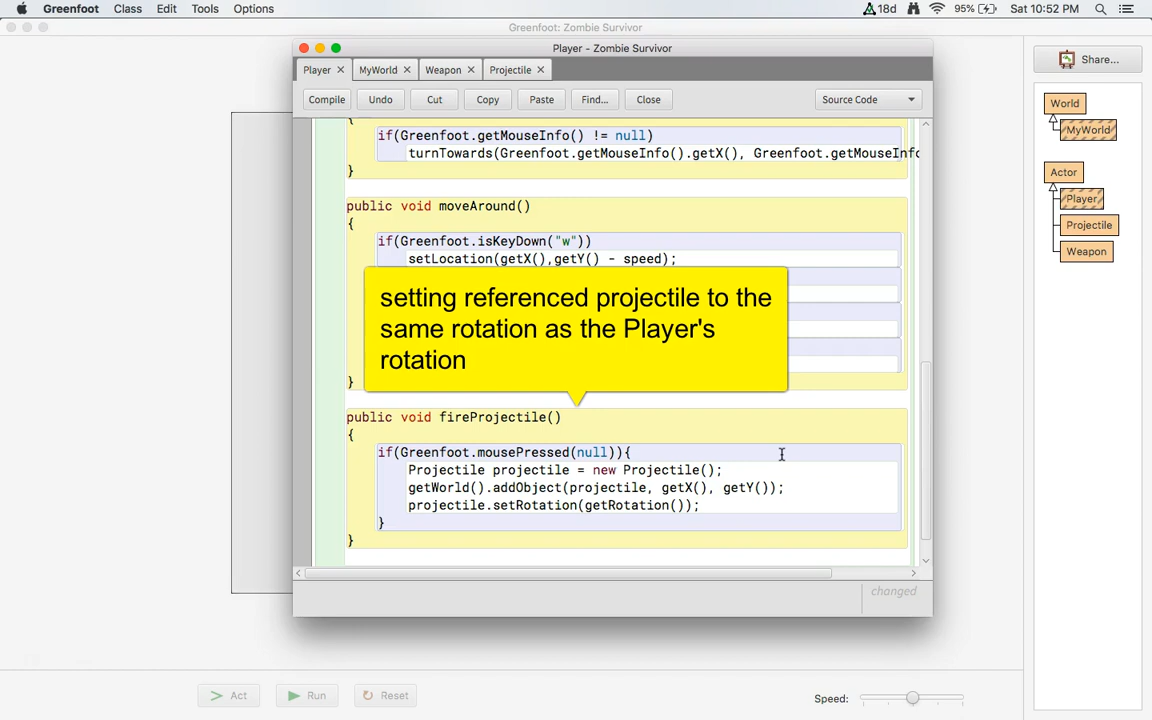 Greenfoot Class Edit Tools Options 18d 95% Sat 10:52 PM
Greenfoot: Zombie Survivor
Player - Zombie Survivor
Player MyWorld Weapon Projectile
Compile Undo Cut Copy Paste Find... Close Source Code
Share...
World
MyWorld
Actor
Player
Projectile
Weapon
}
if(Greenfoot.getMouseInfo() != null)
turnTowards(Greenfoot.getMouseInfo().getX(), Greenfoot.getMouseInfo
}
public void moveAround()
{
if(Greenfoot.isKeyDown("w"))
setLocation(getX(),getY() - speed);
setting referenced projectile to the
same rotation as the Player's
rotation
}
public void fireProjectile()
{
if(Greenfoot.mousePressed(null)){
Projectile projectile = new Projectile();
getWorld().addObject(projectile, getX(), getY());
projectile.setRotation(getRotation());
}
}
changed
Act Run Reset Speed: